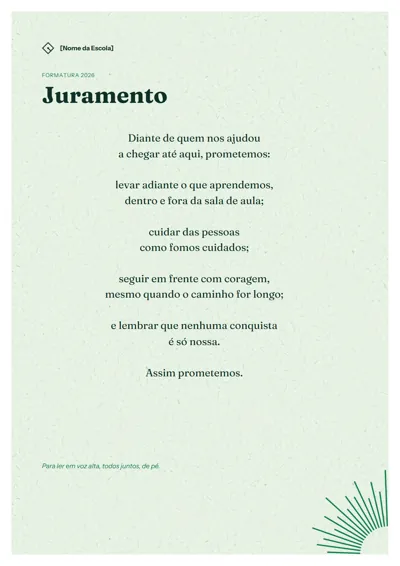 [Nome da Escola]
FORMATURA 2026
Juramento
Diante de quem nos ajudou
a chegar até aqui, prometemos:
levar adiante o que aprendemos,
dentro e fora da sala de aula;
cuidar das pessoas
como fomos cuidados;
seguir em frente com coragem,
mesmo quando o caminho for longo;
e lembrar que nenhuma conquista
é só nossa.
Assim prometemos.
Para ler em voz alta, todos juntos, de pé.